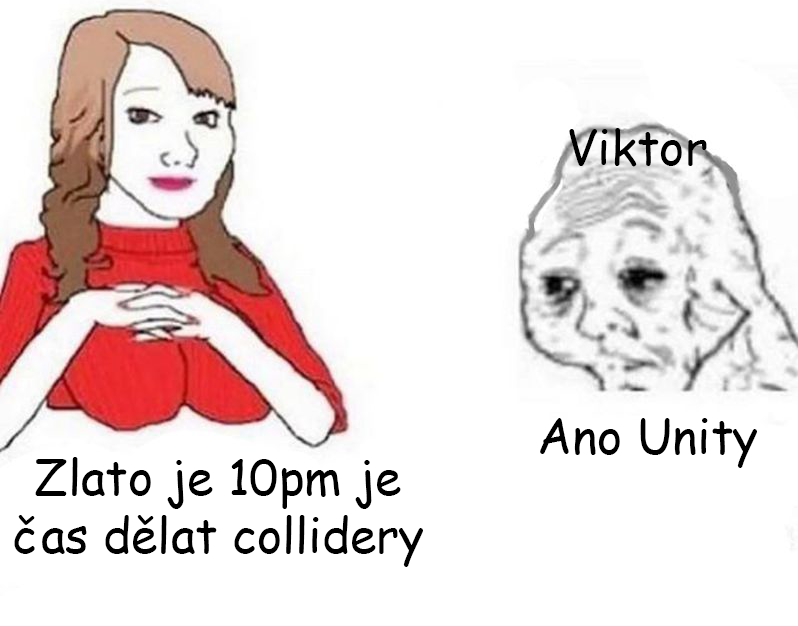 Viktor
Ano Unity
Zlato je 10pm je
čas dělat collidery